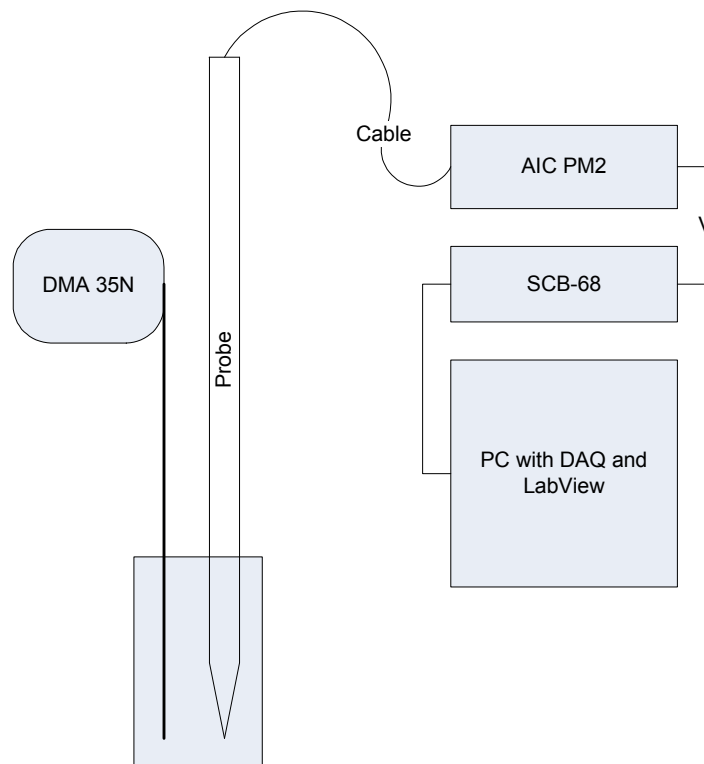 Cable
AIC PM2
DMA 35N
SCB-68
Probe
PC with DAQ and
LabView